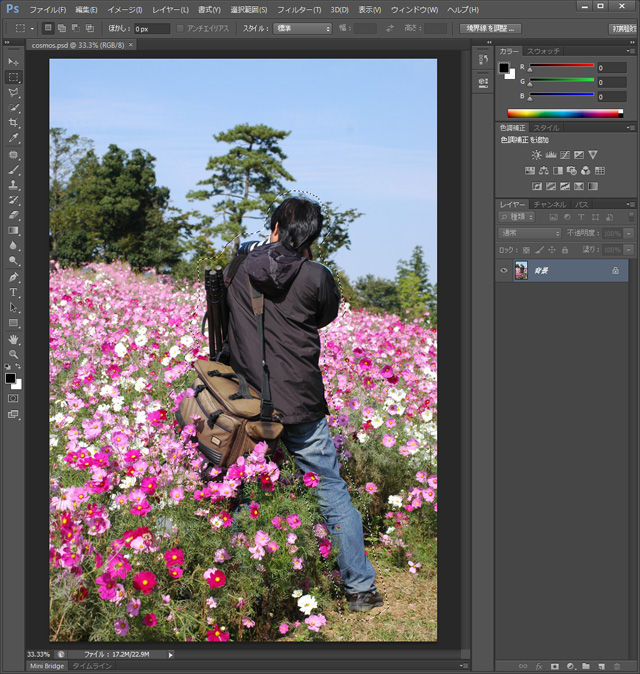 Ps ファイル(F) 編集(E) イメージ(I) レイヤー(L) 書式(Y) 選択範囲(S) フィルター(T) 3D(D) 表示(V) ウィンドウ(W) ヘルプ(H)
ぼかし : 0 px アンチエイリアス スタイル : 標準 幅 : 高さ : 境界線を調整...
cosmos.psd @ 33.3% (RGB/8) ×
カラー スウォッチ
R 0
G 0
B 0
色調補正 スタイル
色調補正を追加
レイヤー チャンネル パス
種類
通常 不透明度 : 100%
ロック : 塗り : 100%
背景
33.33% ファイル : 17.2M/22.9M
Mini Bridge タイムライン